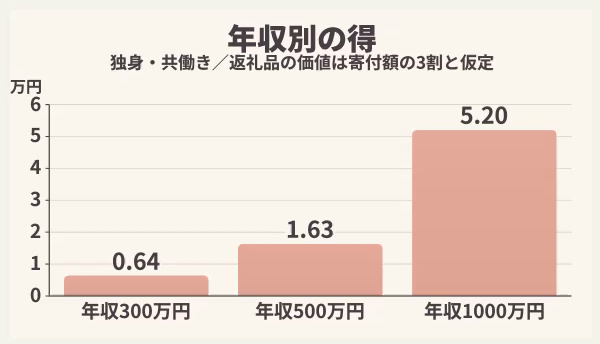 年収別の得
独身・共働き／返礼品の価値は寄付額の3割と仮定
万円
6
5
4
3
2
1
0
0.64
1.63
5.20
年収300万円
年収500万円
年収1000万円